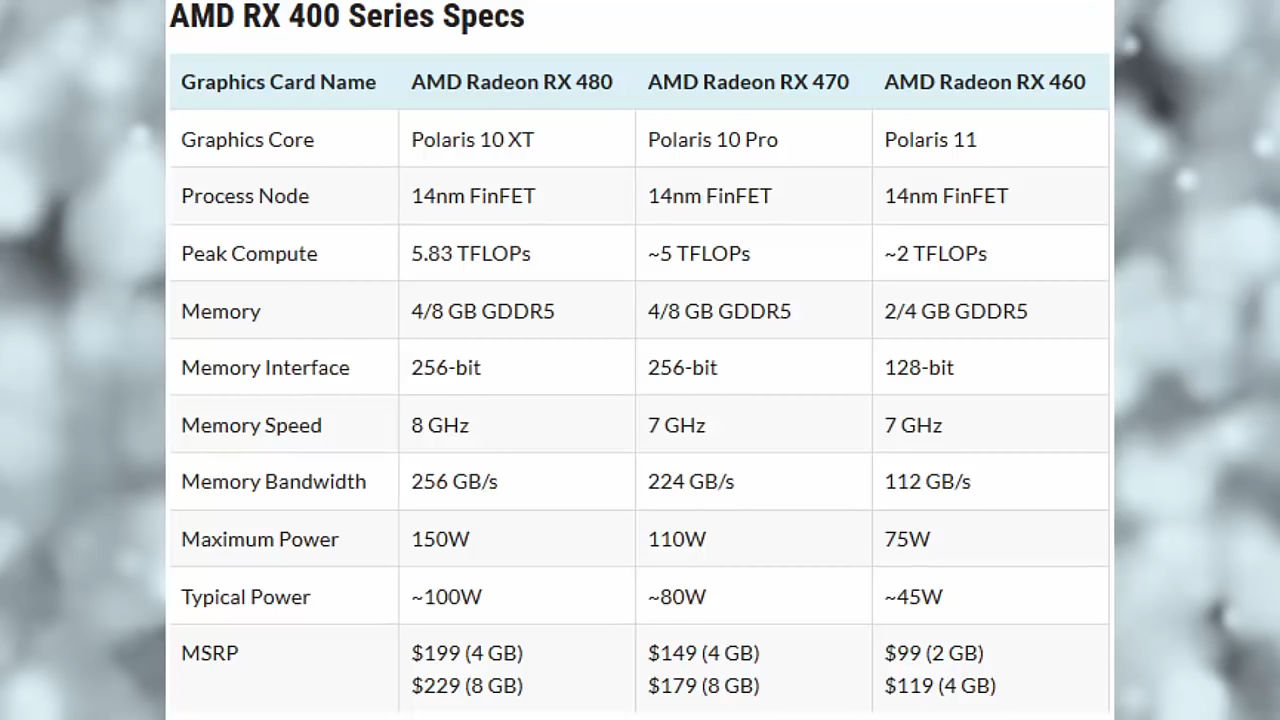 AMD RX 400 Series Specs
Graphics Card Name AMD Radeon RX 480 AMD Radeon RX 470 AMD Radeon RX 460
Graphics Core Polaris 10 XT Polaris 10 Pro Polaris 11
Process Node 14nm FinFET 14nm FinFET 14nm FinFET
Peak Compute 5.83 TFLOPs ~5 TFLOPs ~2 TFLOPs
Memory 4/8 GB GDDR5 4/8 GB GDDR5 2/4 GB GDDR5
Memory Interface 256-bit 256-bit 128-bit
Memory Speed 8 GHz 7 GHz 7 GHz
Memory Bandwidth 256 GB/s 224 GB/s 112 GB/s
Maximum Power 150W 110W 75W
Typical Power ~100W ~80W ~45W
MSRP $199 (4 GB) $149 (4 GB) $99 (2 GB)
$229 (8 GB) $179 (8 GB) $119 (4 GB)